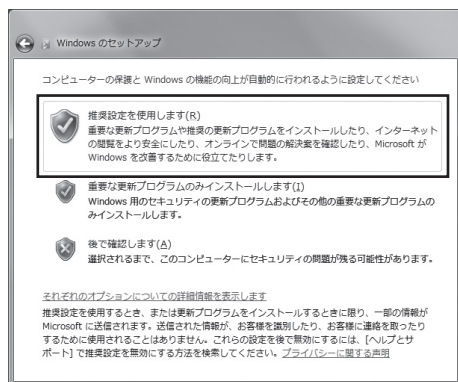 Windows のセットアップ
コンピューターの保護と Windows の機能の向上が自動的に行われるように設定してください
推奨設定を使用します(R)
重要な更新プログラムや推奨の更新プログラムをインストールしたり、インターネット
の閲覧をより安全にしたり、オンラインで問題の解決案を確認したり、Microsoft が
Windows を改善するために役立てたりします。
重要な更新プログラムのみインストールします(I)
Windows 用のセキュリティの更新プログラムおよびその他の重要な更新プログラムの
みインストールします。
後で確認します(A)
選択されるまで、このコンピューターにセキュリティの問題が残る可能性があります。
それぞれのオプションについての詳細情報を表示します
推奨設定を使用するとき、または更新プログラムをインストールするときに限り、一部の情報が
Microsoft に送信されます。送信された情報が、お客様を識別したり、お客様に連絡を取ったり
するために使用されることはありません。これらの設定を後で無効にするには、[ヘルプとサ
ポート] で推奨設定を無効にする方法を検索してください。プライバシーに関する声明